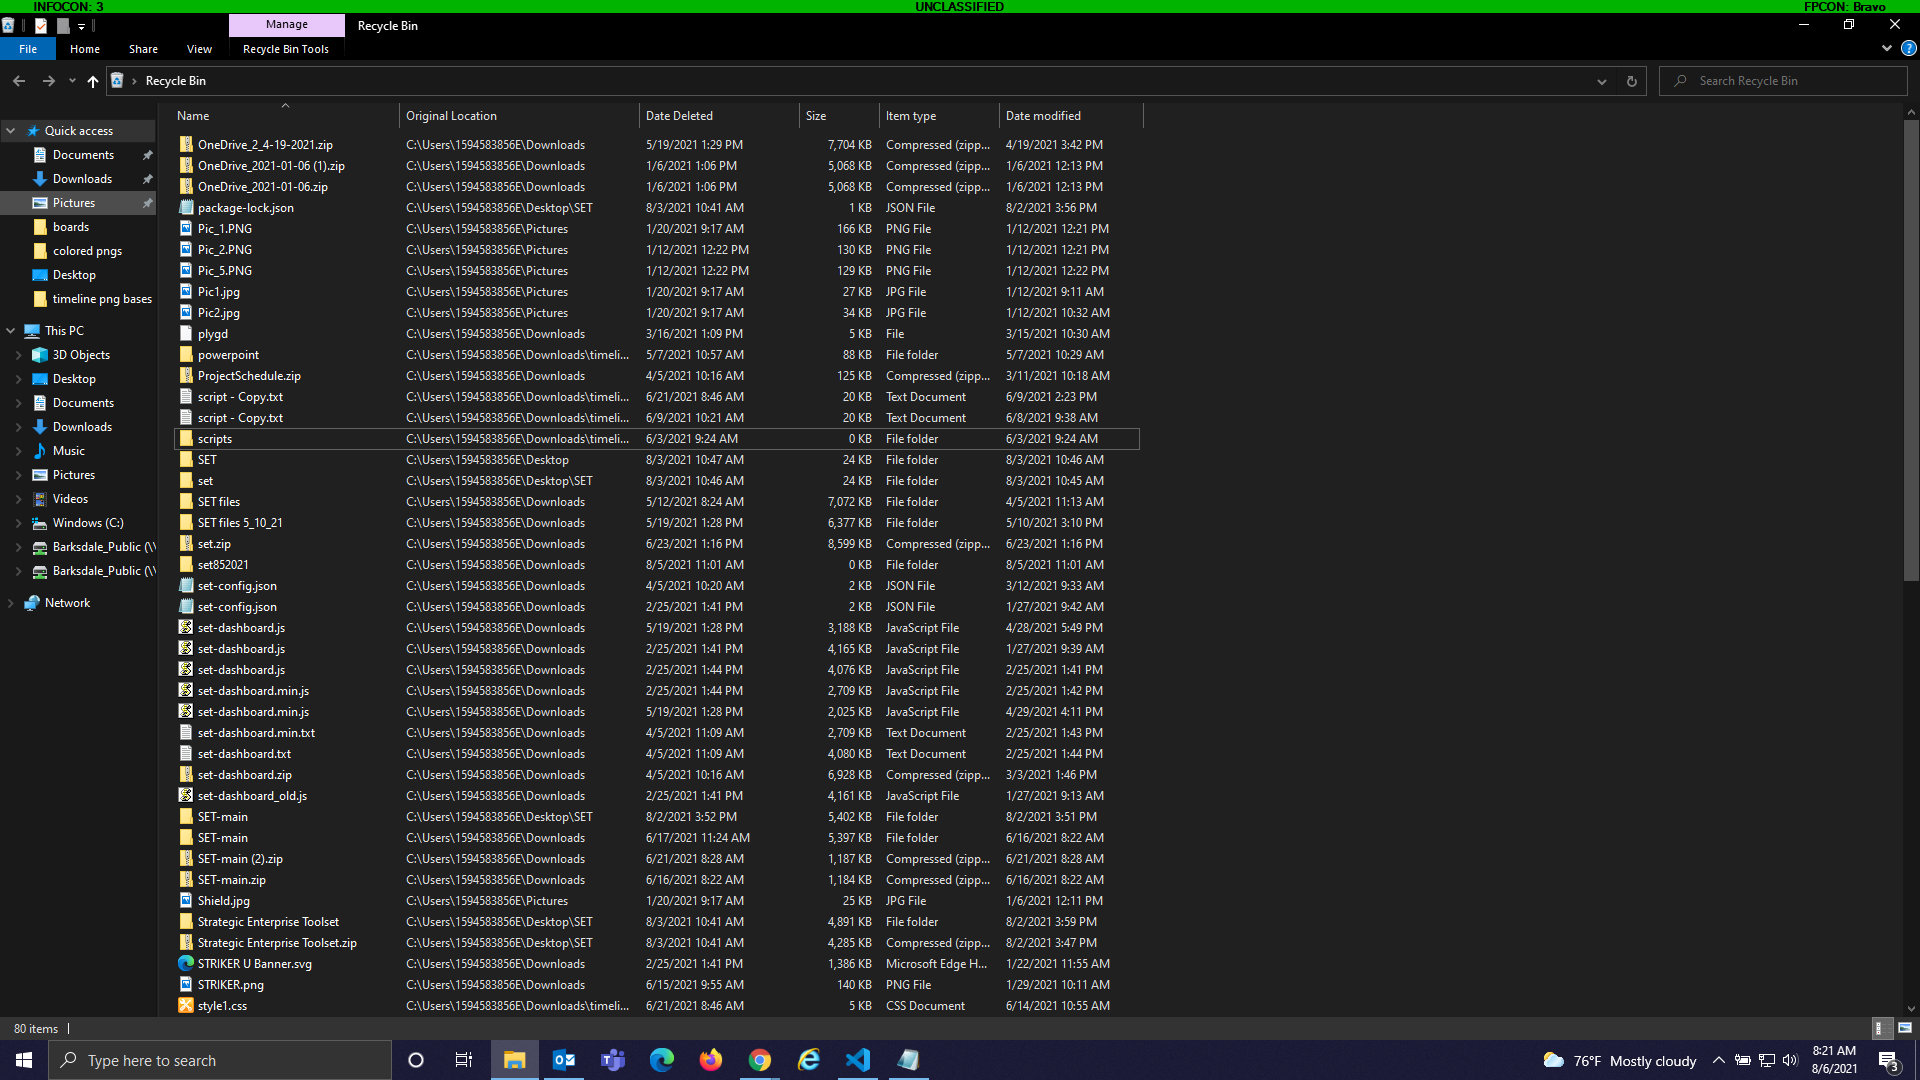 INFOCON: 3 UNCLASSIFIED FPCON: Bravo
Manage Recycle Bin
File Home Share View Recycle Bin Tools
Recycle Bin Search Recycle Bin
Name Original Location Date Deleted Size Item type Date modified
Quick access
Documents
Downloads
Pictures
boards
colored pngs
Desktop
timeline png bases
This PC
3D Objects
Desktop
Documents
Downloads
Music
Pictures
Videos
Windows (C:)
Barksdale_Public (\\
Barksdale_Public (\\
Network
OneDrive_2_4-19-2021.zip C:\Users\1594583856E\Downloads 5/19/2021 1:29 PM 7,704 KB Compressed (zipp... 4/19/2021 3:42 PM
OneDrive_2021-01-06 (1).zip C:\Users\1594583856E\Downloads 1/6/2021 1:06 PM 5,068 KB Compressed (zipp... 1/6/2021 12:13 PM
OneDrive_2021-01-06.zip C:\Users\1594583856E\Downloads 1/6/2021 1:06 PM 5,068 KB Compressed (zipp... 1/6/2021 12:13 PM
package-lock.json C:\Users\1594583856E\Desktop\SET 8/3/2021 10:41 AM 1 KB JSON File 8/2/2021 3:56 PM
Pic_1.PNG C:\Users\1594583856E\Pictures 1/20/2021 9:17 AM 166 KB PNG File 1/12/2021 12:21 PM
Pic_2.PNG C:\Users\1594583856E\Pictures 1/12/2021 12:22 PM 130 KB PNG File 1/12/2021 12:21 PM
Pic_5.PNG C:\Users\1594583856E\Pictures 1/12/2021 12:22 PM 129 KB PNG File 1/12/2021 12:22 PM
Pic1.jpg C:\Users\1594583856E\Pictures 1/20/2021 9:17 AM 27 KB JPG File 1/12/2021 9:11 AM
Pic2.jpg C:\Users\1594583856E\Pictures 1/20/2021 9:17 AM 34 KB JPG File 1/12/2021 10:32 AM
plygd C:\Users\1594583856E\Downloads 3/16/2021 1:09 PM 5 KB File 3/15/2021 10:30 AM
powerpoint C:\Users\1594583856E\Downloads\timeli... 5/7/2021 10:57 AM 88 KB File folder 5/7/2021 10:29 AM
ProjectSchedule.zip C:\Users\1594583856E\Downloads 4/5/2021 10:16 AM 125 KB Compressed (zipp... 3/11/2021 10:18 AM
script - Copy.txt C:\Users\1594583856E\Downloads\timeli... 6/21/2021 8:46 AM 20 KB Text Document 6/9/2021 2:23 PM
script - Copy.txt C:\Users\1594583856E\Downloads\timeli... 6/9/2021 10:21 AM 20 KB Text Document 6/8/2021 9:38 AM
scripts C:\Users\1594583856E\Downloads\timeli... 6/3/2021 9:24 AM 0 KB File folder 6/3/2021 9:24 AM
SET C:\Users\1594583856E\Desktop 8/3/2021 10:47 AM 24 KB File folder 8/3/2021 10:46 AM
set C:\Users\1594583856E\Desktop\SET 8/3/2021 10:46 AM 24 KB File folder 8/3/2021 10:45 AM
SET files C:\Users\1594583856E\Downloads 5/12/2021 8:24 AM 7,072 KB File folder 4/5/2021 11:13 AM
SET files 5_10_21 C:\Users\1594583856E\Downloads 5/19/2021 1:28 PM 6,377 KB File folder 5/10/2021 3:10 PM
set.zip C:\Users\1594583856E\Downloads 6/23/2021 1:16 PM 8,599 KB Compressed (zipp... 6/23/2021 1:16 PM
set852021 C:\Users\1594583856E\Downloads 8/5/2021 11:01 AM 0 KB File folder 8/5/2021 11:01 AM
set-config.json C:\Users\1594583856E\Downloads 4/5/2021 10:20 AM 2 KB JSON File 3/12/2021 9:33 AM
set-config.json C:\Users\1594583856E\Downloads 2/25/2021 1:41 PM 2 KB JSON File 1/27/2021 9:42 AM
set-dashboard.js C:\Users\1594583856E\Downloads 5/19/2021 1:28 PM 3,188 KB JavaScript File 4/28/2021 5:49 PM
set-dashboard.js C:\Users\1594583856E\Downloads 2/25/2021 1:41 PM 4,165 KB JavaScript File 1/27/2021 9:39 AM
set-dashboard.js C:\Users\1594583856E\Downloads 2/25/2021 1:44 PM 4,076 KB JavaScript File 2/25/2021 1:41 PM
set-dashboard.min.js C:\Users\1594583856E\Downloads 2/25/2021 1:44 PM 2,709 KB JavaScript File 2/25/2021 1:42 PM
set-dashboard.min.js C:\Users\1594583856E\Downloads 5/19/2021 1:28 PM 2,025 KB JavaScript File 4/29/2021 4:11 PM
set-dashboard.min.txt C:\Users\1594583856E\Downloads 4/5/2021 11:09 AM 2,709 KB Text Document 2/25/2021 1:43 PM
set-dashboard.txt C:\Users\1594583856E\Downloads 4/5/2021 11:09 AM 4,080 KB Text Document 2/25/2021 1:44 PM
set-dashboard.zip C:\Users\1594583856E\Downloads 4/5/2021 10:16 AM 6,928 KB Compressed (zipp... 3/3/2021 1:46 PM
set-dashboard_old.js C:\Users\1594583856E\Downloads 2/25/2021 1:41 PM 4,161 KB JavaScript File 1/27/2021 9:13 AM
SET-main C:\Users\1594583856E\Desktop\SET 8/2/2021 3:52 PM 5,402 KB File folder 8/2/2021 3:51 PM
SET-main C:\Users\1594583856E\Downloads 6/17/2021 11:24 AM 5,397 KB File folder 6/16/2021 8:22 AM
SET-main (2).zip C:\Users\1594583856E\Downloads 6/21/2021 8:28 AM 1,187 KB Compressed (zipp... 6/21/2021 8:28 AM
SET-main.zip C:\Users\1594583856E\Downloads 6/16/2021 8:22 AM 1,184 KB Compressed (zipp... 6/16/2021 8:22 AM
Shield.jpg C:\Users\1594583856E\Pictures 1/20/2021 9:17 AM 25 KB JPG File 1/6/2021 12:11 PM
Strategic Enterprise Toolset C:\Users\1594583856E\Desktop\SET 8/3/2021 10:41 AM 4,891 KB File folder 8/2/2021 3:59 PM
Strategic Enterprise Toolset.zip C:\Users\1594583856E\Desktop\SET 8/3/2021 10:41 AM 4,285 KB Compressed (zipp... 8/2/2021 3:47 PM
STRIKER U Banner.svg C:\Users\1594583856E\Downloads 2/25/2021 1:41 PM 1,386 KB Microsoft Edge H... 1/22/2021 11:55 AM
STRIKER.png C:\Users\1594583856E\Downloads 6/15/2021 9:55 AM 140 KB PNG File 1/29/2021 10:11 AM
style1.css C:\Users\1594583856E\Downloads\timeli... 6/21/2021 8:46 AM 5 KB CSS Document 6/14/2021 10:55 AM
80 items
Type here to search 76°F Mostly cloudy 8:21 AM
8/6/2021 3